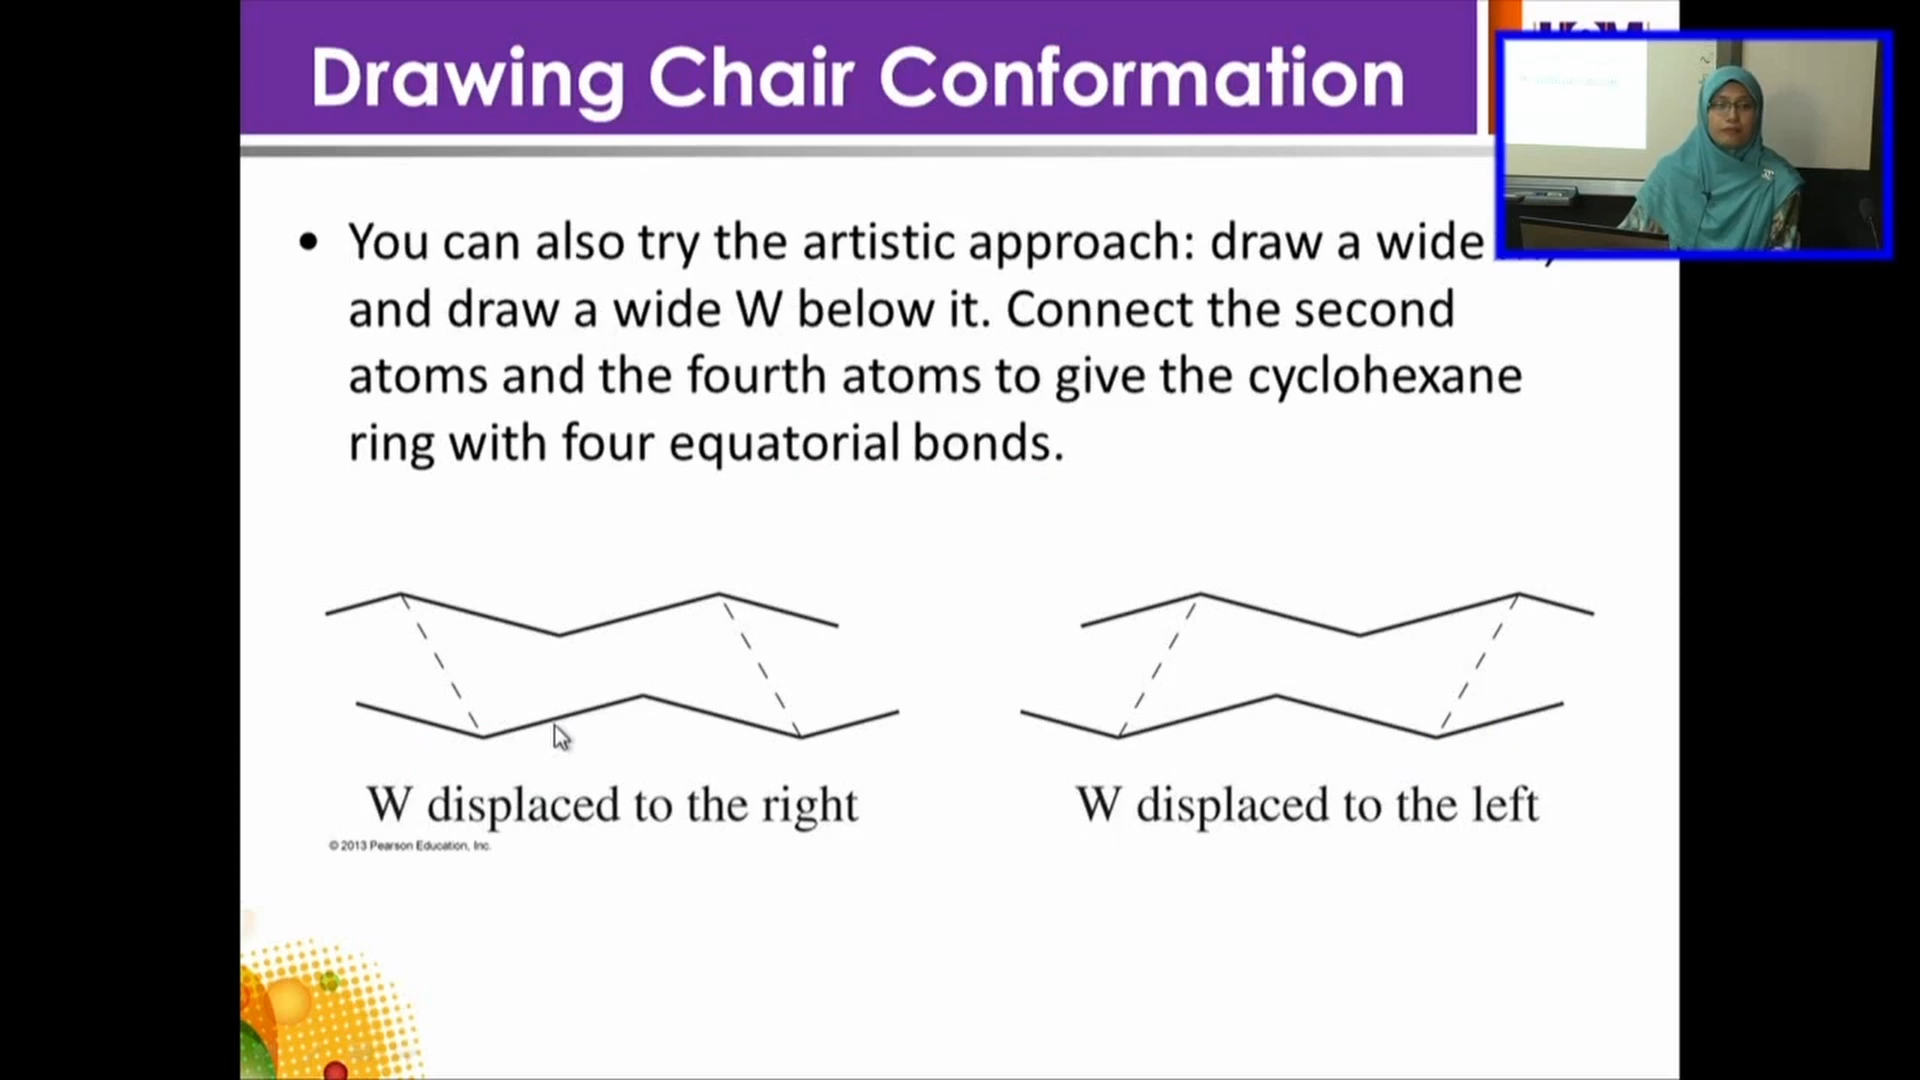 Drawing Chair Conformation
• You can also try the artistic approach: draw a wide
and draw a wide W below it. Connect the second
atoms and the fourth atoms to give the cyclohexane
ring with four equatorial bonds.
W displaced to the right
W displaced to the left
© 2013 Pearson Education, Inc.